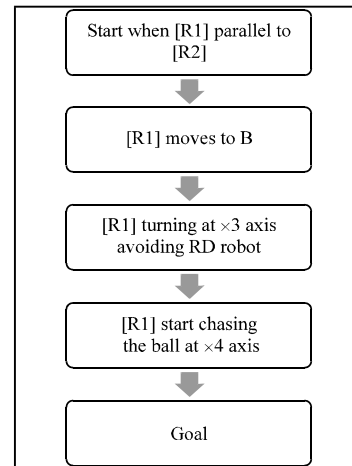 Start when [R1] parallel to
[R2]
[R1] moves to B
[R1] turning at ×3 axis
avoiding RD robot
[R1] start chasing
the ball at ×4 axis
Goal